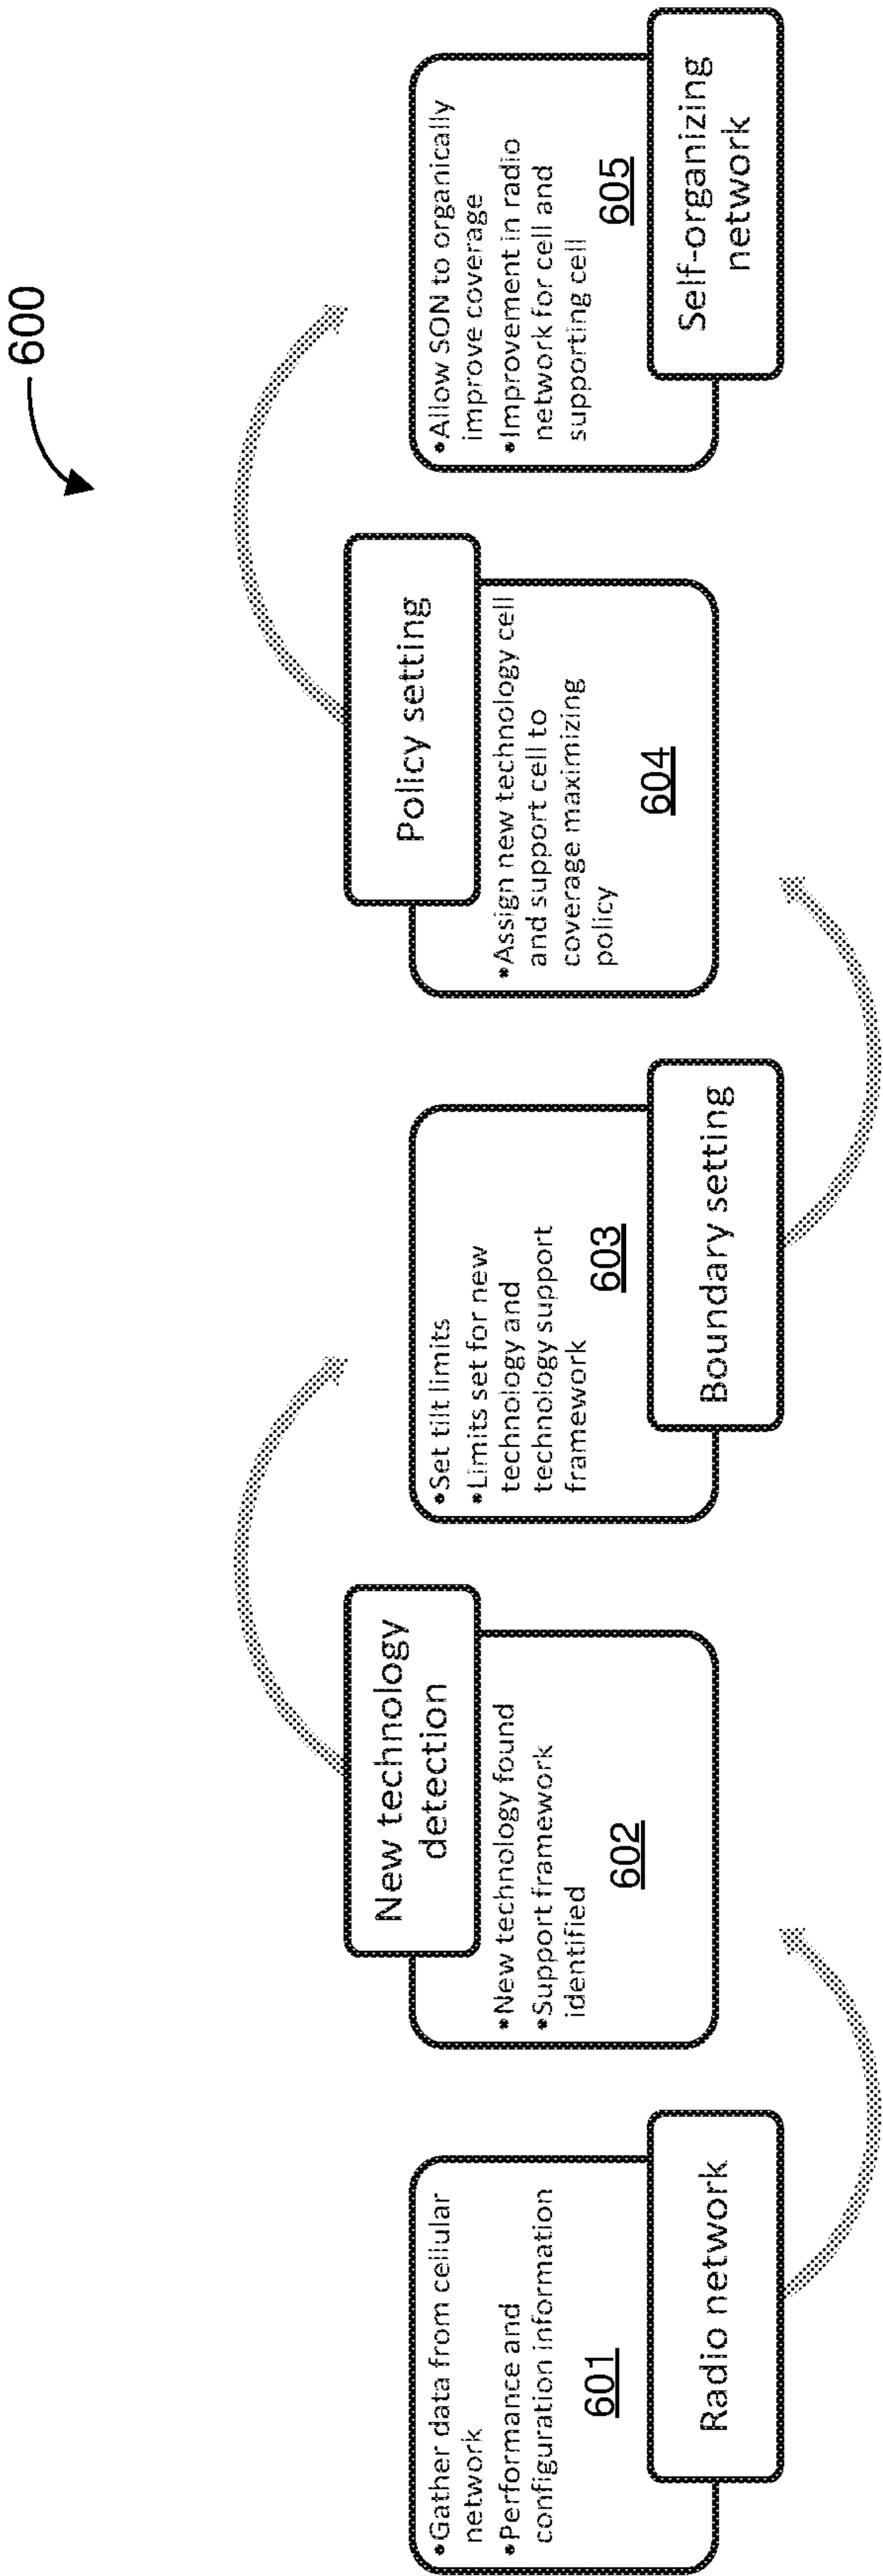 600
•Gather data from cellular
network
•Performance and
configuration information
601
Radio network
New technology
detection
•New technology found
•Support framework
identified
602
•Set tilt limits
•Limits set for new
technology and
technology support
framework
603
Boundary setting
Policy setting
•Assign new technology cell
and support cell to
coverage maximizing
policy
604
•Allow SON to organically
improve coverage
•Improvement in radio
network for cell and
supporting cell
605
Self-organizing
network